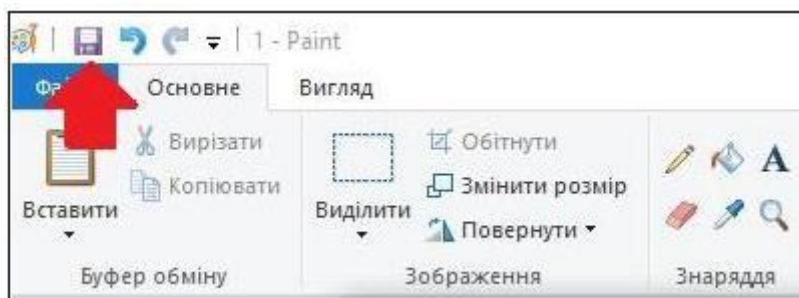 1 - Paint
Основне Вигляд
Вставити
Вирізати
Копіювати
Буфер обміну
Виділити
Обітнути
Змінити розмір
Повернути
Зображення
A
Знаряддя